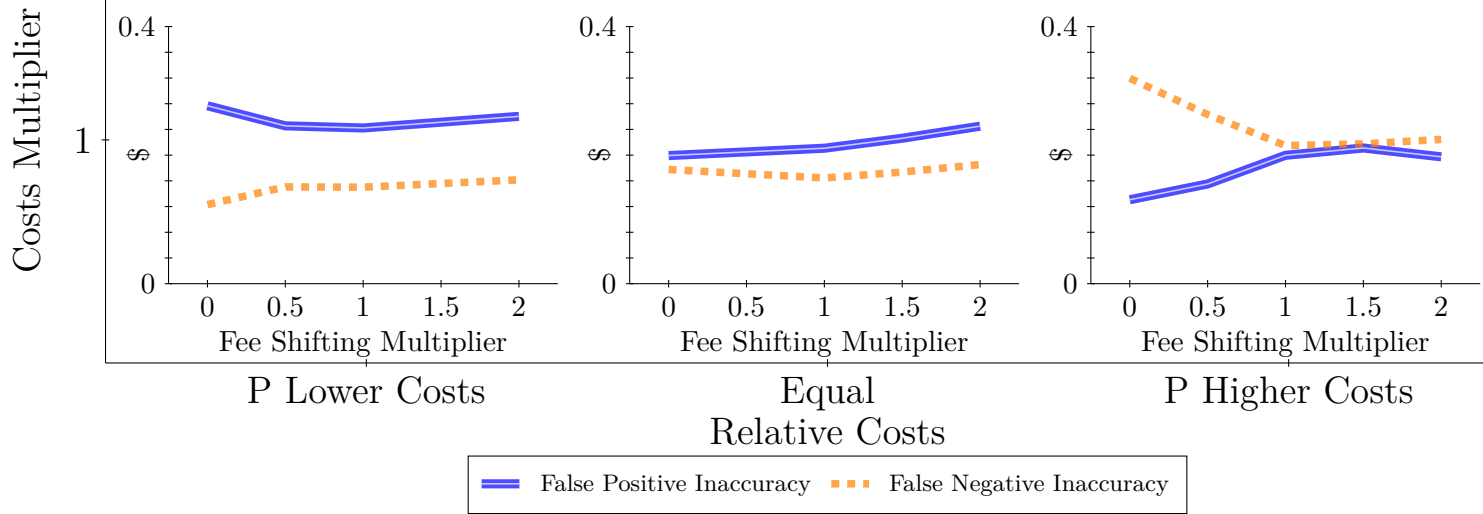 Costs Multiplier
1
0.4
$
0
0 0.5 1 1.5 2
Fee Shifting Multiplier
0.4
$
0
0 0.5 1 1.5 2
Fee Shifting Multiplier
0.4
$
0
0 0.5 1 1.5 2
Fee Shifting Multiplier
P Lower Costs
Equal
P Higher Costs
Relative Costs
False Positive Inaccuracy
False Negative Inaccuracy